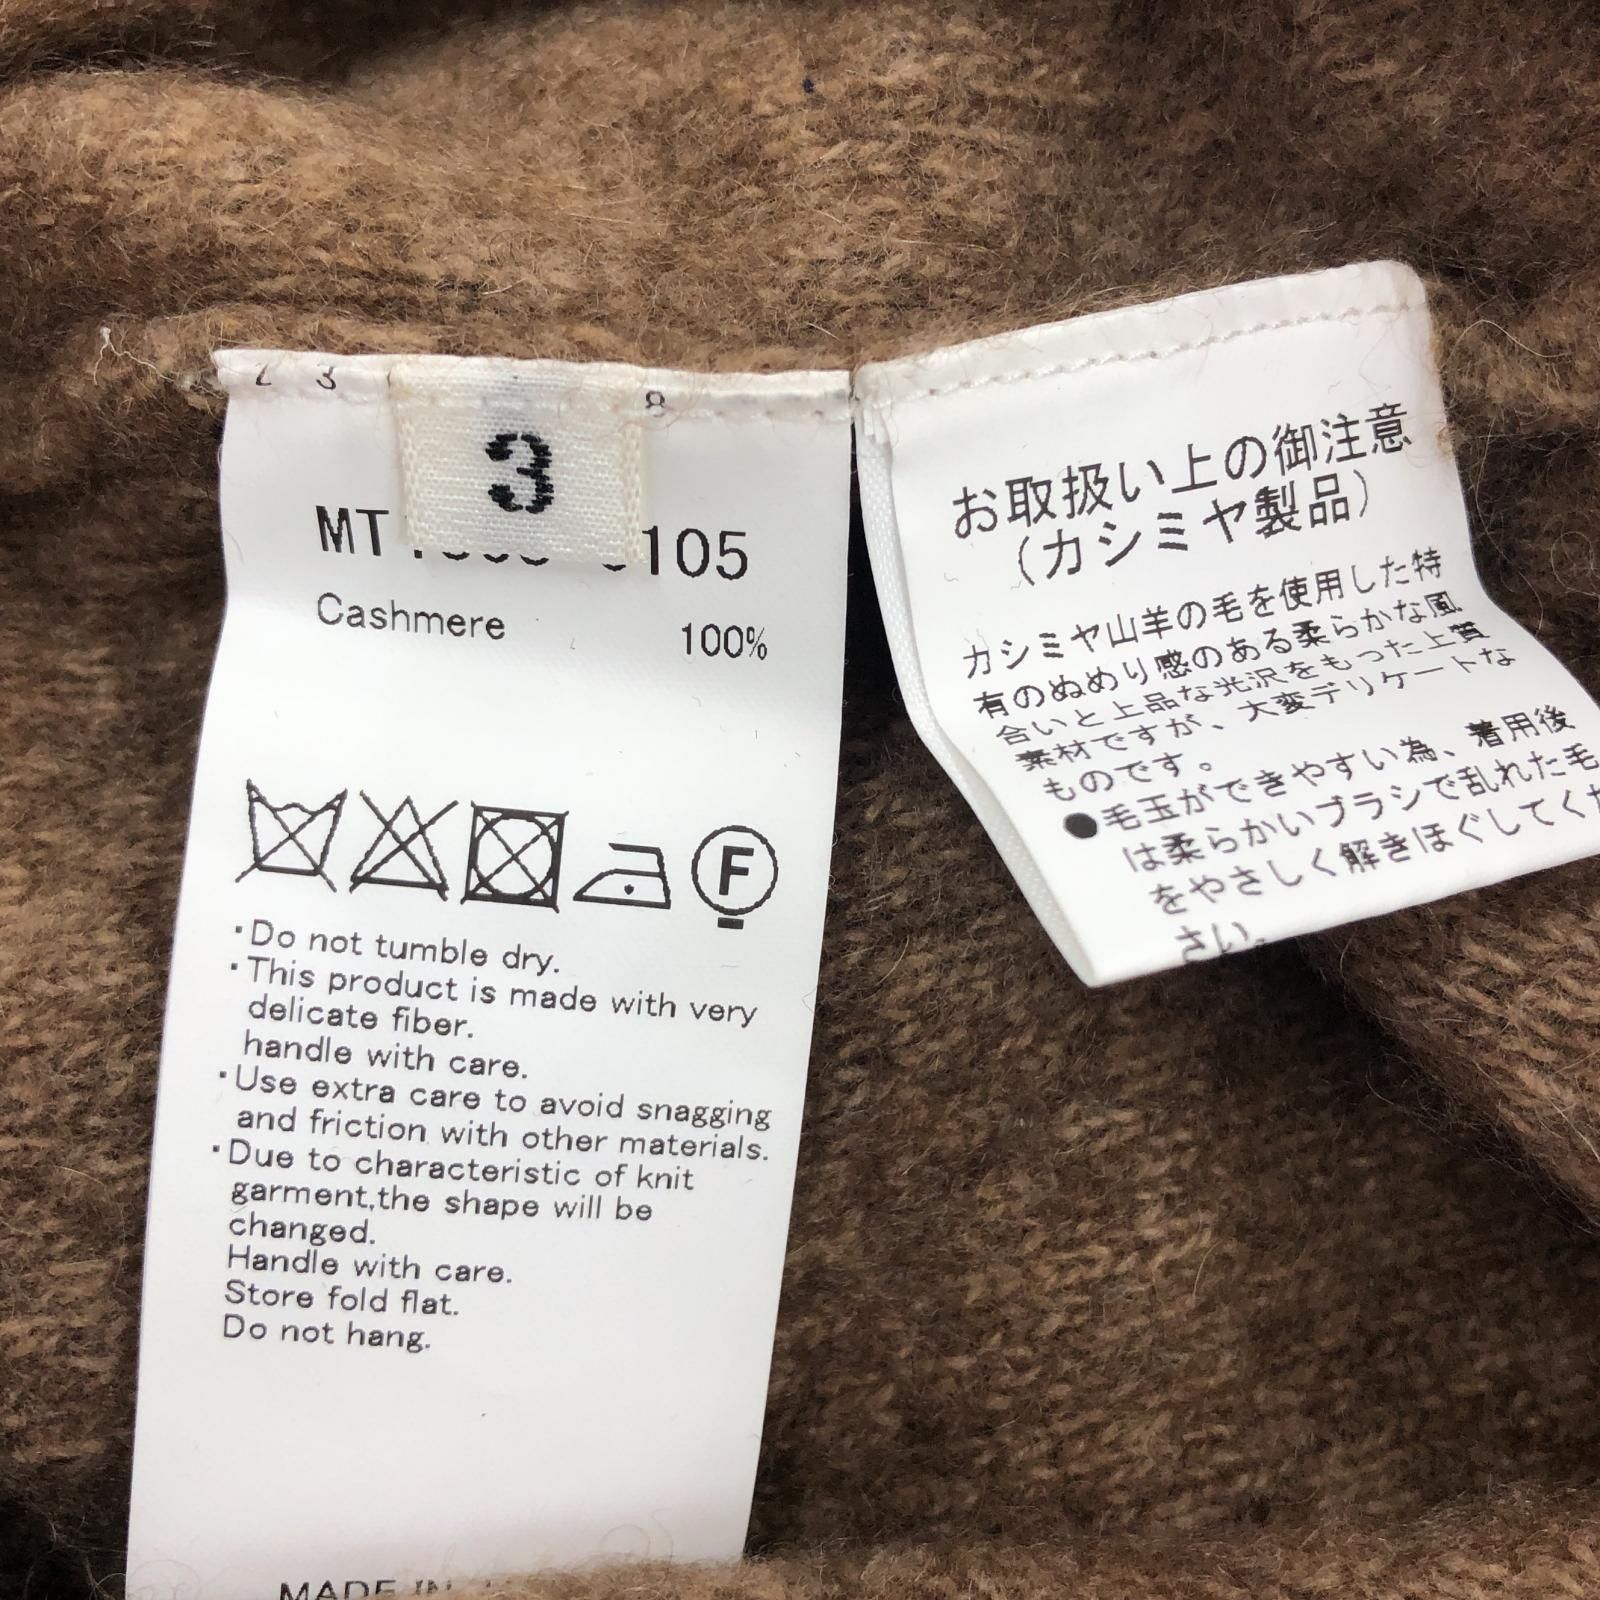 3
8
3
105
Cashmere 100%
F
・Do not tumble dry.
・This product is made with very
delicate fiber.
handle with care.
・Use extra care to avoid snagging
and friction with other materials.
・Due to characteristic of knit
garment,the shape will be
changed.
Handle with care.
Store fold flat.
Do not hang.
MADE IN
お取扱い上の御注意
（カシミヤ製品）
カシミヤ山羊の毛を使用した特
有のぬめり感のある柔らかな風
合いと上品な光沢をもった上質
素材ですが、大変デリケートな
ものです。
●毛玉ができやすい為、着用後
は柔らかいブラシで乱れた毛
をやさしく解きほぐしてくだ
さい。